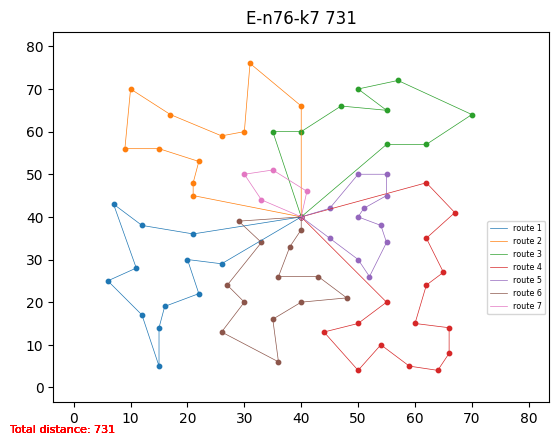 E-n76-k7 731
80
70
60
50
40
30
20
10
0
route 1
route 2
route 3
route 4
route 5
route 6
route 7
0 10 20 30 40 50 60 70 80
Total distance: 731